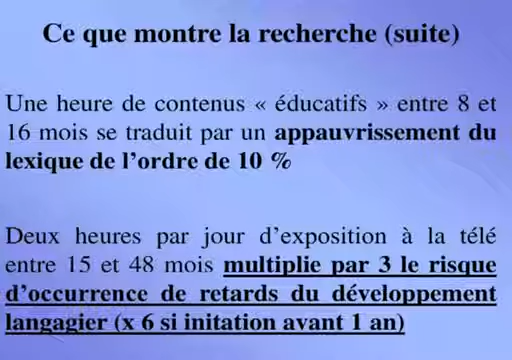 Ce que montre la recherche (suite)
Une heure de contenus « éducatifs » entre 8 et
16 mois se traduit par un appauvrissement du
lexique de l'ordre de 10 %
Deux heures par jour d'exposition à la télé
entre 15 et 48 mois multiplie par 3 le risque
d'occurrence de retards du développement
langagier (x 6 si initation avant 1 an)